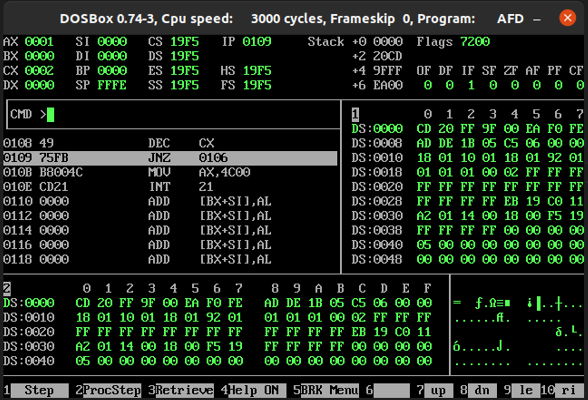 DOSBox 0.74-3, Cpu speed: 3000 cycles, Frameskip 0, Program: AFD
AX 0001 SI 0000 CS 19F5 IP 0109 Stack +0 0000 Flags 7200
BX 0000 DI 0000 DS 19F5 +2 20CD
CX 0002 BP 0000 ES 19F5 HS 19F5 +4 9FFF OF DF IF SF ZF AF PF CF
DX 0000 SP FFFE SS 19F5 FS 19F5 +6 EA00 0 0 1 0 0 0 0 0
CMD >
1 0 1 2 3 4 5 6 7
DS:0000 CD 20 FF 9F 00 EA F0 FE
DS:0008 AD DE 1B 05 C5 06 00 00
DS:0010 18 01 10 01 18 01 92 01
DS:0018 01 01 01 00 02 FF FF FF
DS:0020 FF FF FF FF FF FF FF FF
DS:0028 FF FF FF FF EB 19 C0 11
DS:0030 A2 01 14 00 18 00 F5 19
DS:0038 FF FF FF FF 00 00 00 00
DS:0040 05 00 00 00 00 00 00 00
DS:0048 00 00 00 00 00 00 00 00
0108 49 DEC CX
0109 75FB JNZ 0106
010B B8004C MOV AX,4C00
010E CD21 INT 21
0110 0000 ADD [BX+SI],AL
0112 0000 ADD [BX+SI],AL
0114 0000 ADD [BX+SI],AL
0116 0000 ADD [BX+SI],AL
0118 0000 ADD [BX+SI],AL
2 0 1 2 3 4 5 6 7 8 9 A B C D E F
DS:0000 CD 20 FF 9F 00 EA F0 FE AD DE 1B 05 C5 06 00 00
DS:0010 18 01 10 01 18 01 92 01 01 01 01 00 02 FF FF FF
DS:0020 FF FF FF FF FF FF FF FF FF FF FF FF EB 19 C0 11
DS:0030 A2 01 14 00 18 00 F5 19 FF FF FF FF 00 00 00 00
DS:0040 05 00 00 00 00 00 00 00 00 00 00 00 00 00 00 00
1 Step 2ProcStep 3Retrieve 4Help ON 5BRK Menu 6 7 up 8 dn 9 le 10 ri